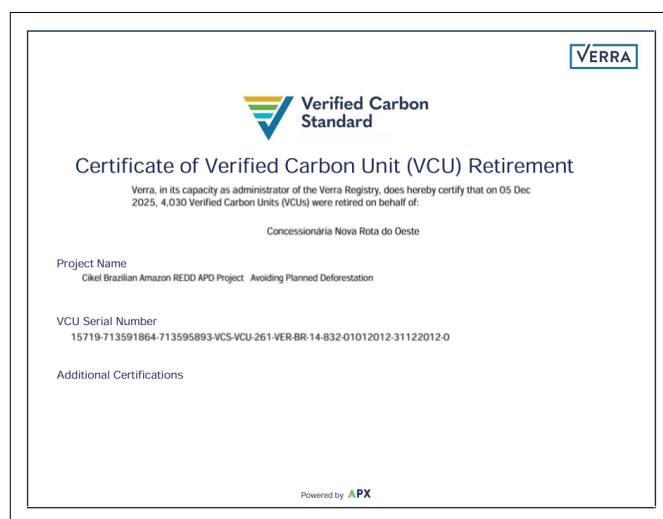 VERRA
Verified Carbon
Standard
Certificate of Verified Carbon Unit (VCU) Retirement
Verra, in its capacity as administrator of the Verra Registry, does hereby certify that on 05 Dec
2025, 4,030 Verified Carbon Units (VCUs) were retired on behalf of:
Concessionária Nova Rota do Oeste
Project Name
Cikel Brazilian Amazon REDD APD Project Avoiding Planned Deforestation
VCU Serial Number
15719-713591864-713595893-VCS-VCU-261-VER-BR-14-832-01012012-31122012-0
Additional Certifications
Powered by APX